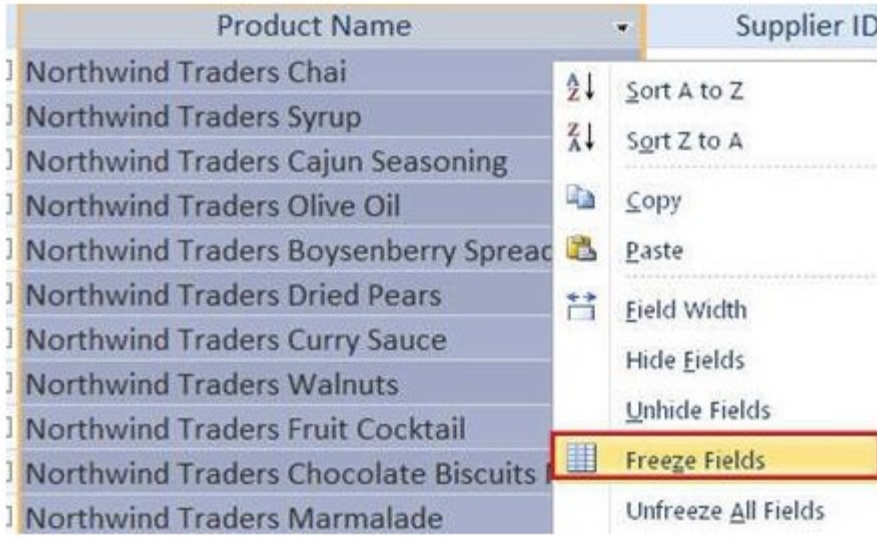 Product Name
Supplier ID
Northwind Traders Chai
Northwind Traders Syrup
Northwind Traders Cajun Seasoning
Northwind Traders Olive Oil
Northwind Traders Boysenberry Spread
Northwind Traders Dried Pears
Northwind Traders Curry Sauce
Northwind Traders Walnuts
Northwind Traders Fruit Cocktail
Northwind Traders Chocolate Biscuits
Northwind Traders Marmalade
Sort A to Z
Sort Z to A
Copy
Paste
Field Width
Hide Fields
Unhide Fields
Freeze Fields
Unfreeze All Fields